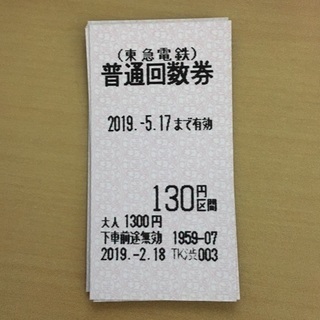 (東急電鉄)
普通回数券
2019.-5.17まで有効
130円区間
大人 1300円
下車前途無効 1959-07
2019.-2.18 TK渋003